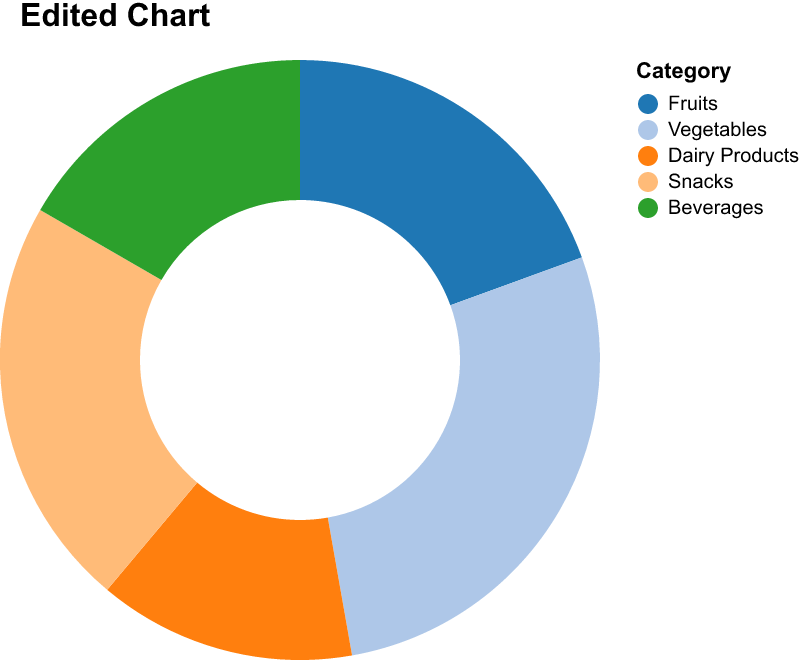 Edited Chart
Category
Fruits
Vegetables
Dairy Products
Snacks
Beverages